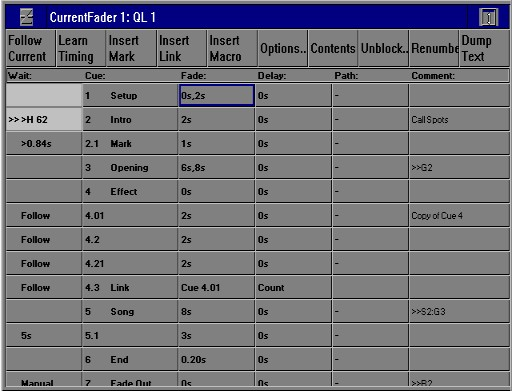 CurrentFader 1: QL 1
Follow Current Learn Timing Insert Mark Insert Link Insert Macro Options.. Contents Unblock.. Renumbe Dump Text
Wait: Cue: Fade: Delay: Path: Comment:
1 Setup 0s,2s 0s -
>>>H 62 2 Intro 2s 0s - Call Spots
>0.84s 2.1 Mark 1s 0s -
3 Opening 6s,8s 0s - >>G2
4 Effect 0s 0s -
Follow 4.01 2s 0s - Copy of Cue 4
Follow 4.2 2s 0s -
Follow 4.21 2s 0s -
Follow 4.3 Link Cue 4.01 Count
5 Song 8s 0s - >>S2:G3
5s 5.1 3s 0s -
6 End 0.20s 0s -
Manual 7 Fade Out 0s 0s - >>B2